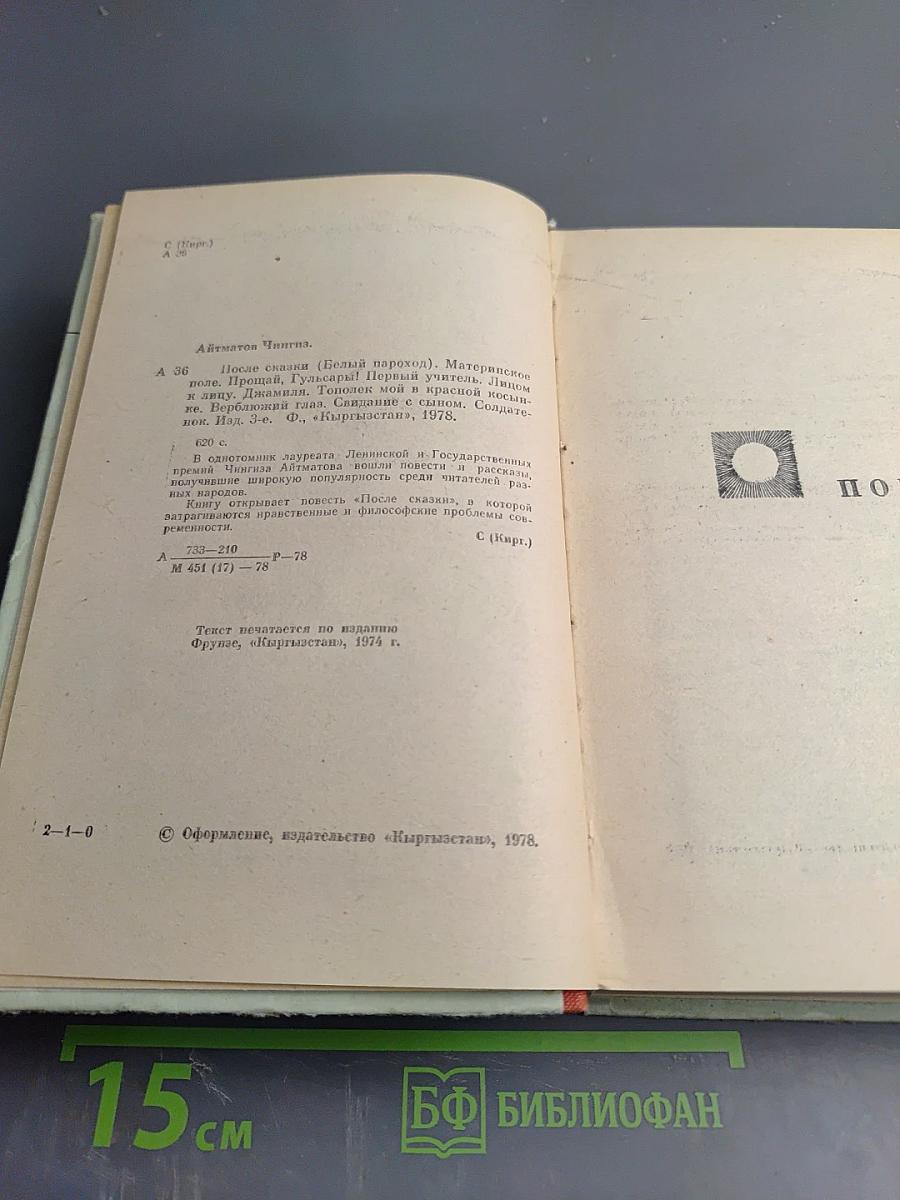 С (Кирг.)
А 36
Айтматов Чингиз.
А 36 После сказки (Белый пароход). Материнское
поле. Прощай, Гульсары! Первый учитель. Лицом
к лицу. Джамиля. Тополек мой в красной косын-
ке. Верблюжий глаз. Свидание с сыном. Солдате-
нок. Изд. 3-е. Ф., «Кыргызстан», 1978.
620 с.
В однотомник лауреата Ленинской и Государственных
премий Чингиза Айтматова вошли повести и рассказы,
получившие широкую популярность среди читателей раз-
ных народов.
Книгу открывает повесть «После сказки», в которой
затрагиваются нравственные и философские проблемы сов-
ременности.
С (Кирг.)
А 733—210 Р—78
М 451 (17) — 78
Текст печатается по изданию
Фрунзе, «Кыргызстан», 1974 г.
2—1—0 © Оформление, издательство «Кыргызстан», 1978.
ПО
15 см
БФ БИБЛИОФАН